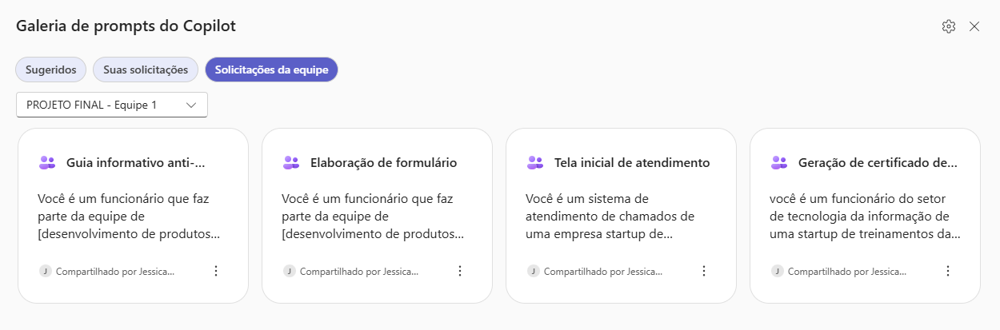 Galeria de prompts do Copilot
Sugeridos
Suas solicitações
Solicitações da equipe
PROJETO FINAL - Equipe 1
Guia informativo anti-...
Você é um funcionário que faz
parte da equipe de
[desenvolvimento de produtos...
J Compartilhado por Jessica...
Elaboração de formulário
Você é um funcionário que faz
parte da equipe de
[desenvolvimento de produtos...
J Compartilhado por Jessica...
Tela inicial de atendimento
Você é um sistema de
atendimento de chamados de
uma empresa startup de...
J Compartilhado por Jessica...
Geração de certificado de...
você é um funcionário do setor
de tecnologia da informação de
uma startup de treinamentos da...
J Compartilhado por Jessica...